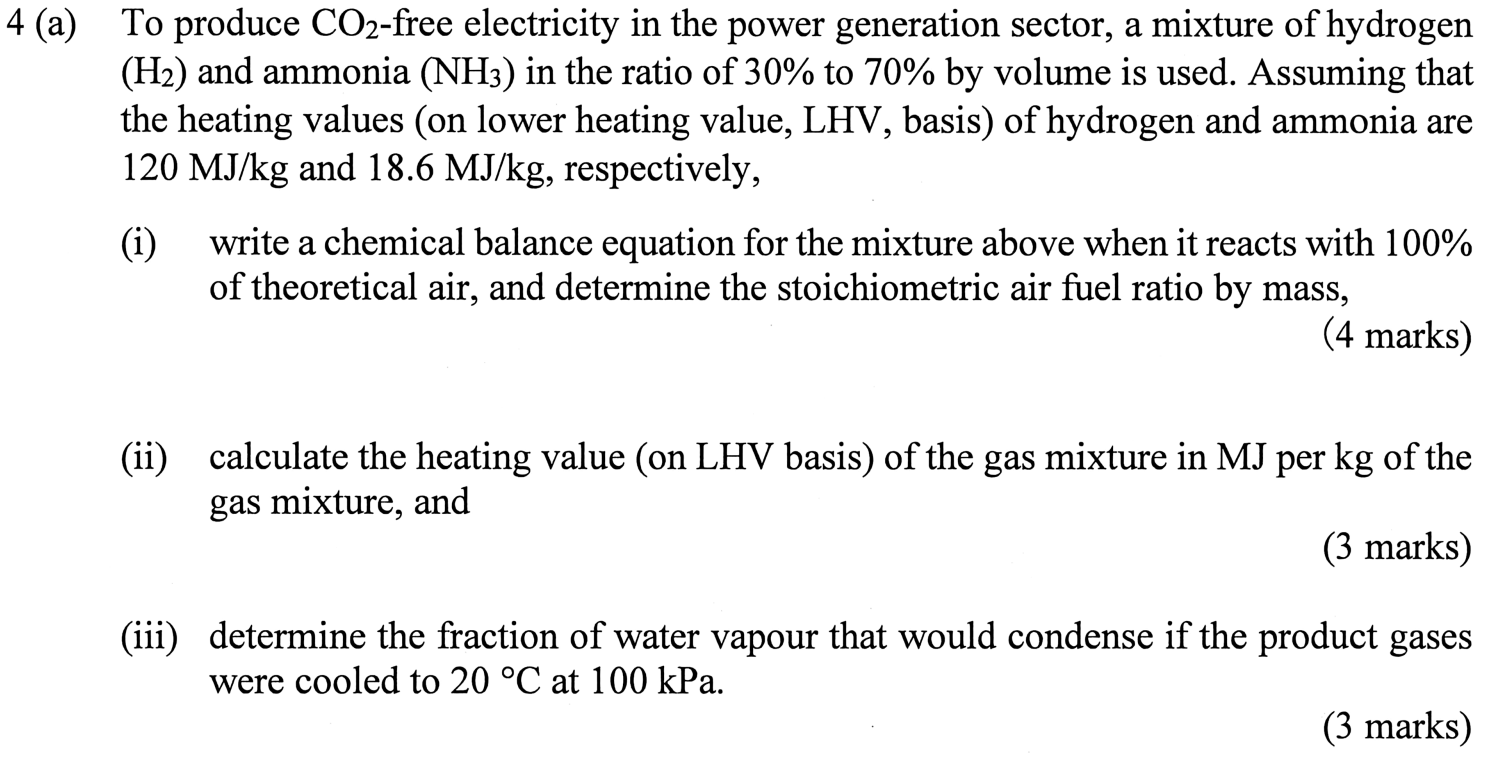 4 (a) To produce CO2-free electricity in the power generation sector, a mixture of hydrogen
(H2) and ammonia (NH3) in the ratio of 30% to 70% by volume is used. Assuming that
the heating values (on lower heating value, LHV, basis) of hydrogen and ammonia are
120 MJ/kg and 18.6 MJ/kg, respectively,
(i) write a chemical balance equation for the mixture above when it reacts with 100%
of theoretical air, and determine the stoichiometric air fuel ratio by mass,
(4 marks)
(ii) calculate the heating value (on LHV basis) of the gas mixture in MJ per kg of the
gas mixture, and
(3 marks)
(iii) determine the fraction of water vapour that would condense if the product gases
were cooled to 20 °C at 100 kPa.
(3 marks)